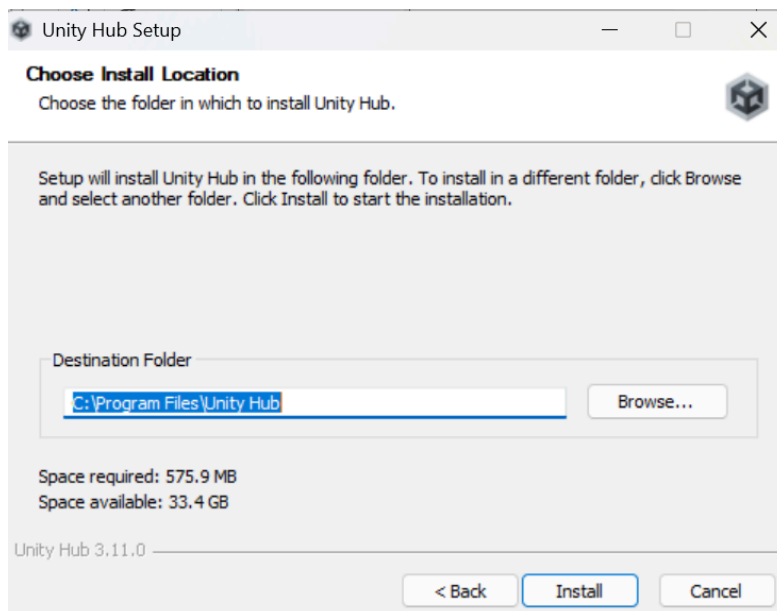 Unity Hub Setup
Choose Install Location
Choose the folder in which to install Unity Hub.
Setup will install Unity Hub in the following folder. To install in a different folder, click Browse
and select another folder. Click Install to start the installation.
Destination Folder
C:\Program Files\Unity Hub
Browse...
Space required: 575.9 MB
Space available: 33.4 GB
Unity Hub 3.11.0
< Back
Install
Cancel